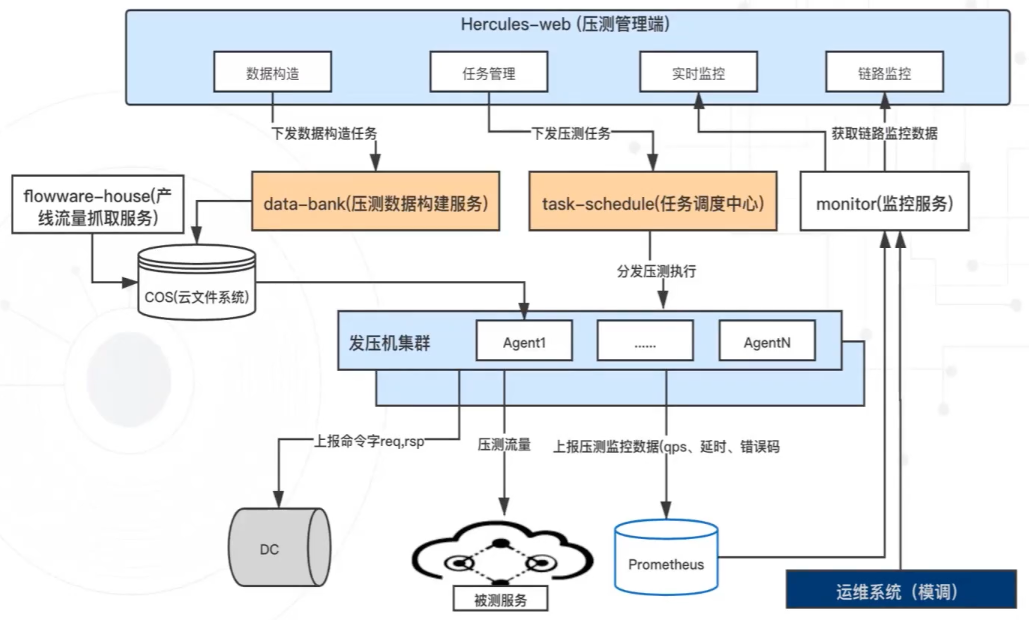 Hercules-web (压测管理端)
数据构造
任务管理
实时监控
链路监控
下发数据构造任务
下发压测任务
获取链路监控数据
flowware-house(产
线流量抓取服务)
data-bank(压测数据构建服务)
task-schedule(任务调度中心)
monitor(监控服务)
COS(云文件系统)
分发压测执行
发压机集群
Agent1
......
AgentN
上报命令字req,rsp
压测流量
上报压测监控数据(qps、延时、错误码
DC
被测服务
Prometheus
运维系统（模调）